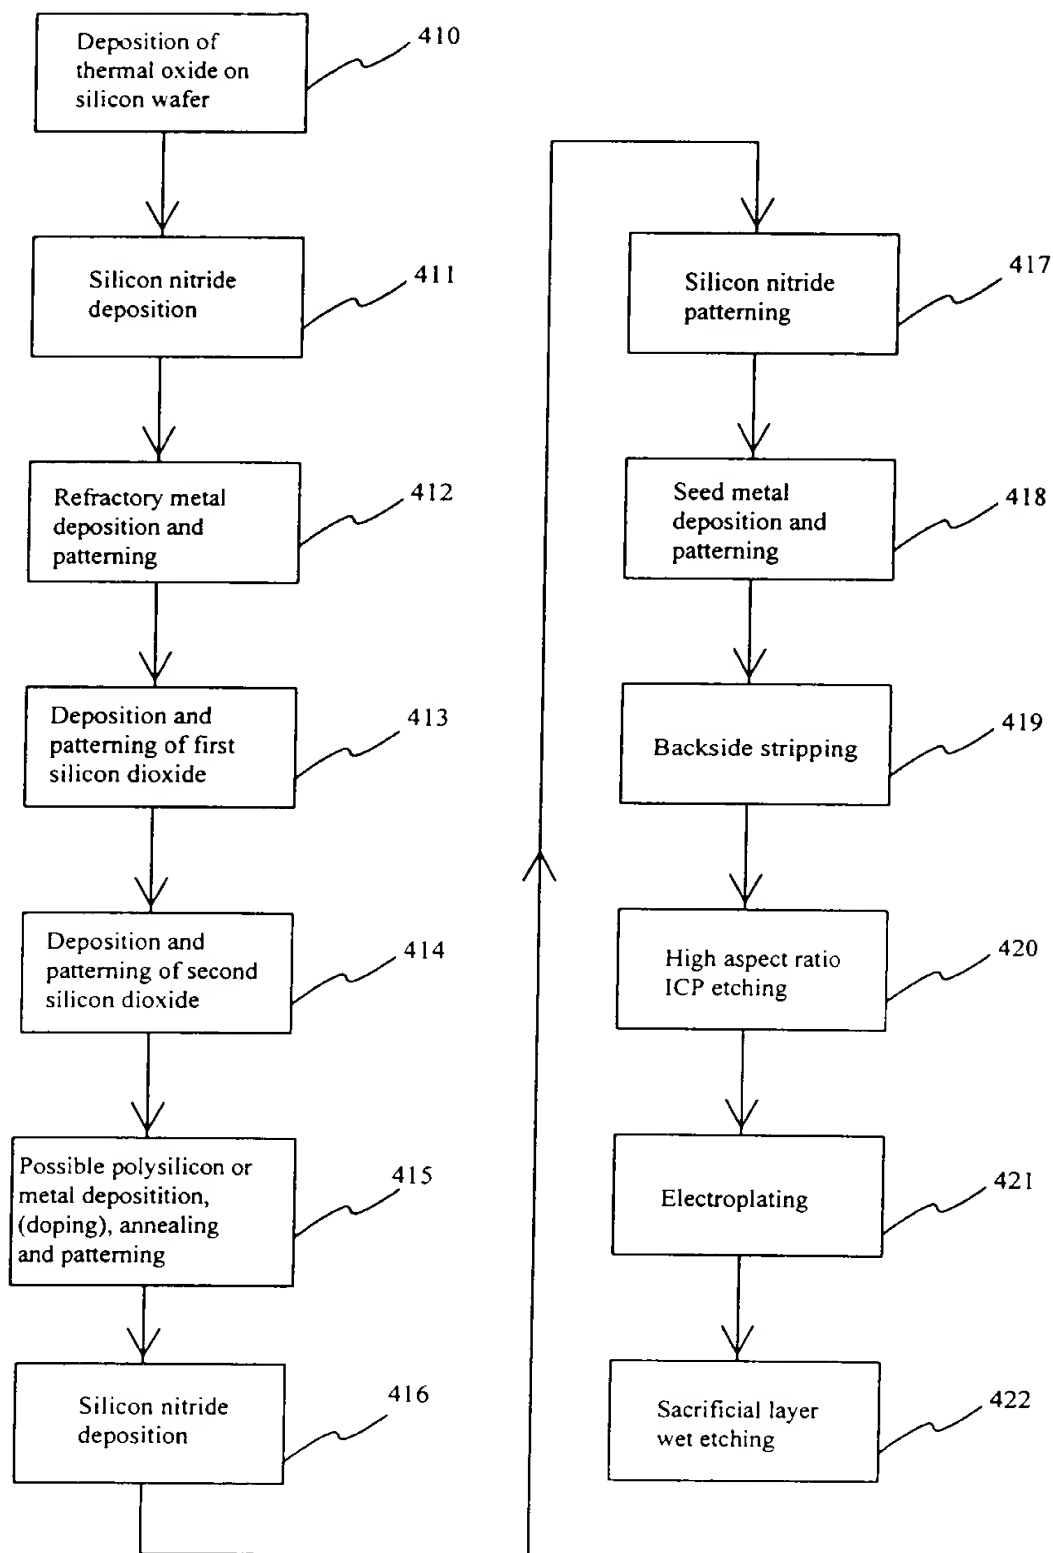 Deposition of
thermal oxide on
silicon wafer
410
Silicon nitride
deposition
411
Refractory metal
deposition and
patterning
412
Deposition and
patterning of first
silicon dioxide
413
Deposition and
patterning of second
silicon dioxide
414
Possible polysilicon or
metal depositition,
(doping), annealing
and patterning
415
Silicon nitride
deposition
416
Silicon nitride
patterning
417
Seed metal
deposition and
patterning
418
Backside stripping
419
High aspect ratio
ICP etching
420
Electroplating
421
Sacrificial layer
wet etching
422